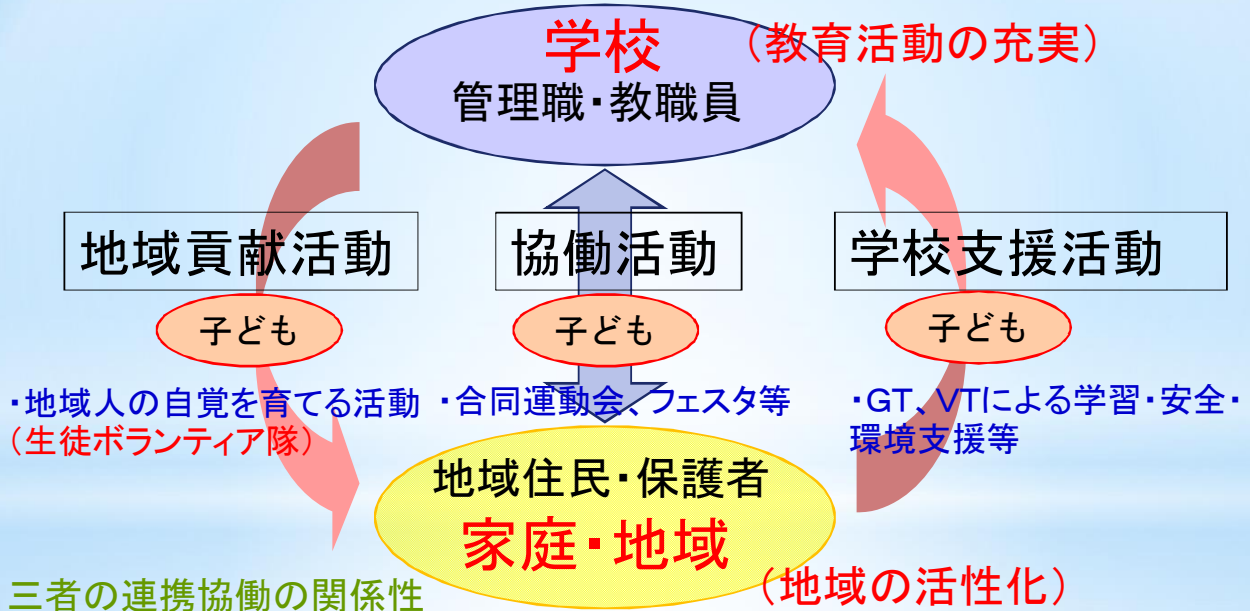 学校
(教育活動の充実)
管理職・教職員
地域貢献活動
協働活動
学校支援活動
子ども
子ども
子ども
・地域人の自覚を育てる活動
(生徒ボランティア隊)
・合同運動会、フェスタ等
・GT、VTによる学習・安全・
環境支援等
地域住民・保護者
家庭・地域
(地域の活性化)
三者の連携協働の関係性